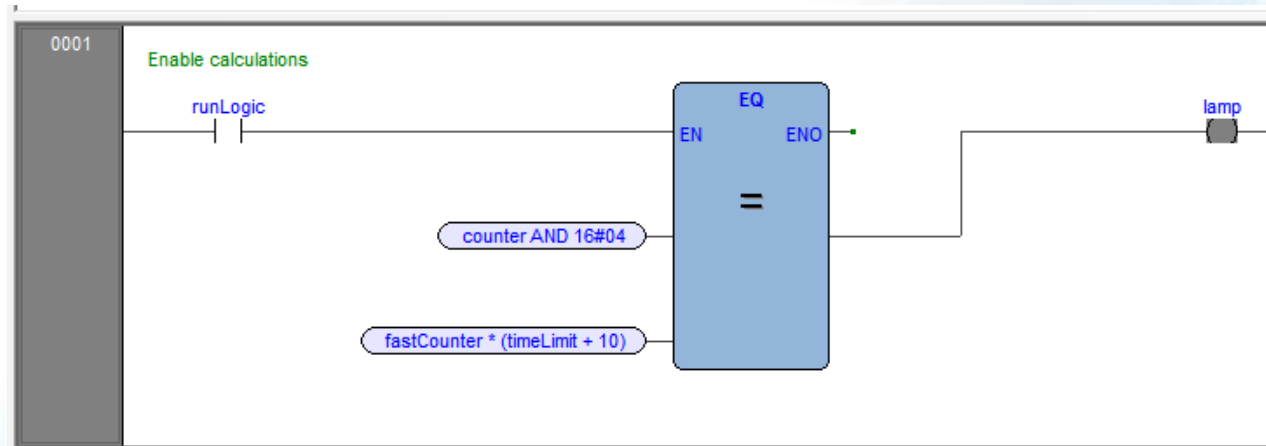 0001
Enable calculations
runLogic
EQ
lamp
EN
ENO
=
counter AND 16#04
fastCounter * (timeLimit + 10)